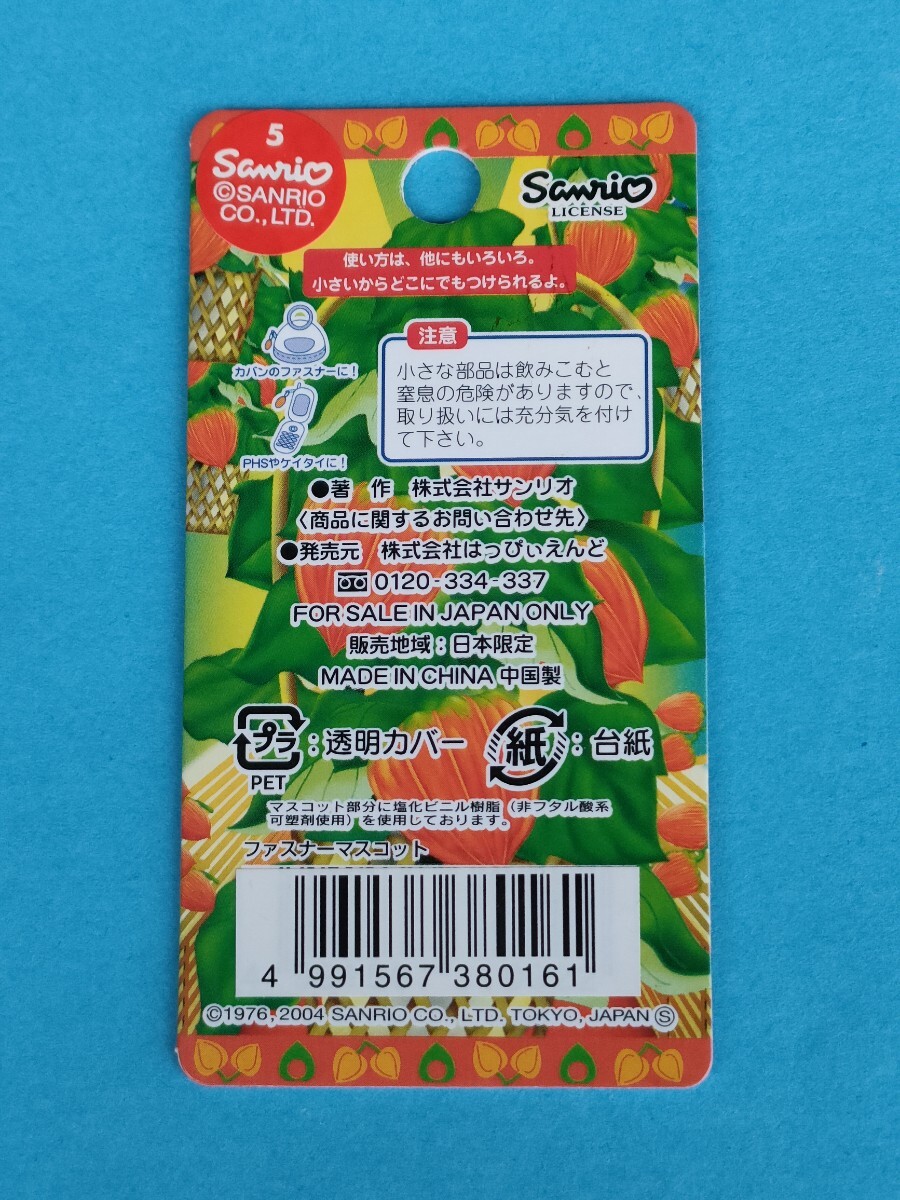 5
Sanrio
©SANRIO
CO., LTD.
Sanrio
LICENSE
使い方は、他にもいろいろ。
小さいからどこにでもつけられるよ。
カバンのファスナーに!
PHSやケイタイに!
注意
小さな部品は飲みこむと
窒息の危険がありますので、
取り扱いには充分気を付け
て下さい。
●著 作 株式会社サンリオ
〈商品に関するお問い合わせ先〉
●発売元 株式会社はっぴぃえんど
0120-334-337
FOR SALE IN JAPAN ONLY
販売地域:日本限定
MADE IN CHINA 中国製
プラ:透明カバー
PET
紙:台紙
マスコット部分に塩化ビニル樹脂(非フタル酸系
可塑剤使用)を使用しております。
ファスナーマスコット
4 991567 380161
©1976, 2004 SANRIO CO., LTD. TOKYO, JAPAN Ⓢ